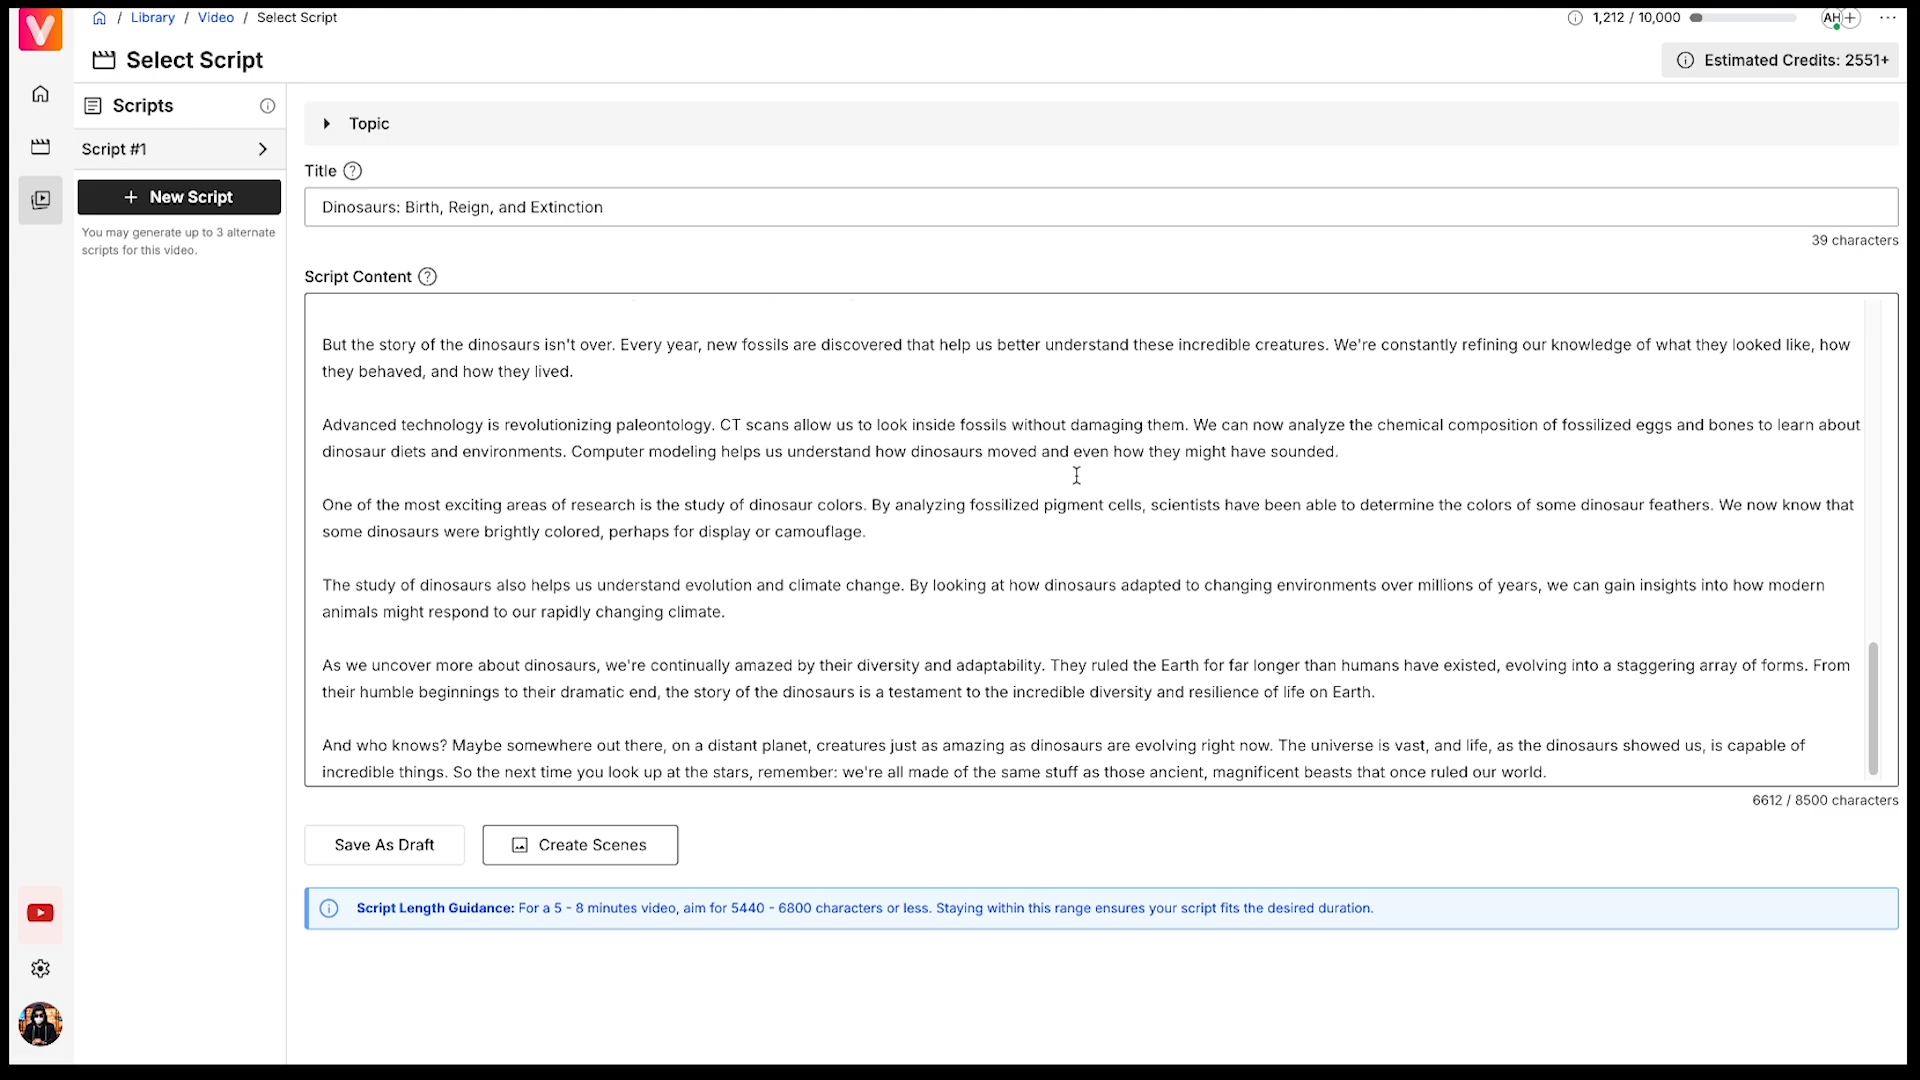 / Library / Video / Select Script
1,212 / 10,000
AH
Select Script
Estimated Credits: 2551+
Scripts
Script #1
New Script
You may generate up to 3 alternate
scripts for this video.
Topic
Title
Dinosaurs: Birth, Reign, and Extinction
39 characters
Script Content
But the story of the dinosaurs isn't over. Every year, new fossils are discovered that help us better understand these incredible creatures. We're constantly refining our knowledge of what they looked like, how
they behaved, and how they lived.
Advanced technology is revolutionizing paleontology. CT scans allow us to look inside fossils without damaging them. We can now analyze the chemical composition of fossilized eggs and bones to learn about
dinosaur diets and environments. Computer modeling helps us understand how dinosaurs moved and even how they might have sounded.
One of the most exciting areas of research is the study of dinosaur colors. By analyzing fossilized pigment cells, scientists have been able to determine the colors of some dinosaur feathers. We now know that
some dinosaurs were brightly colored, perhaps for display or camouflage.
The study of dinosaurs also helps us understand evolution and climate change. By looking at how dinosaurs adapted to changing environments over millions of years, we can gain insights into how modern
animals might respond to our rapidly changing climate.
As we uncover more about dinosaurs, we're continually amazed by their diversity and adaptability. They ruled the Earth for far longer than humans have existed, evolving into a staggering array of forms. From
their humble beginnings to their dramatic end, the story of the dinosaurs is a testament to the incredible diversity and resilience of life on Earth.
And who knows? Maybe somewhere out there, on a distant planet, creatures just as amazing as dinosaurs are evolving right now. The universe is vast, and life, as the dinosaurs showed us, is capable of
incredible things. So the next time you look up at the stars, remember: we're all made of the same stuff as those ancient, magnificent beasts that once ruled our world.
6612 / 8500 characters
Save As Draft
Create Scenes
Script Length Guidance: For a 5 - 8 minutes video, aim for 5440 - 6800 characters or less. Staying within this range ensures your script fits the desired duration.